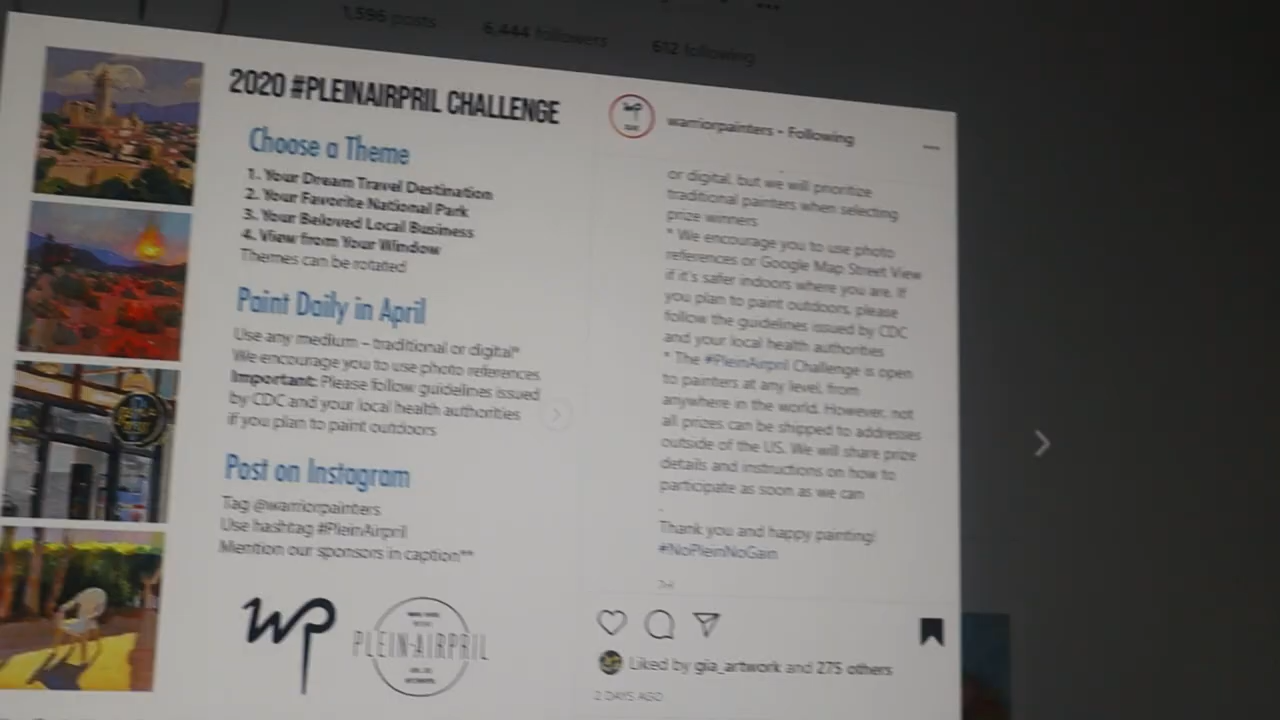 1,596 posts
6,444 followers
612 following
2020 #PLEINAIRPRIL CHALLENGE
Choose a Theme
1. Your Dream Travel Destination
2. Your Favorite National Park
3. Your Beloved Local Business
4. View from Your Window
Themes can be rotated
Paint Daily in April
Use any medium – traditional or digital*
We encourage you to use photo references
Important: Please follow guidelines issued
by CDC and your local health authorities
if you plan to paint outdoors
Post on Instagram
Tag @warriorpainters
Use hashtag #PleinAirpril
Mention our sponsors in caption**
WP
PLEIN-AIRPRIL
warriorpainters • Following
or digital, but we will prioritize
traditional painters when selecting
prize winners
* We encourage you to use photo
references or Google Map Street View
if it's safer indoors where you are. If
you plan to paint outdoors, please
follow the guidelines issued by CDC
and your local health authorities
* The #PleinAirpril Challenge is open
to painters at any level, from
anywhere in the world. However, not
all prizes can be shipped to addresses
outside of the US. We will share prize
details and instructions on how to
participate as soon as we can
.
Thank you and happy painting!
#NoPleinNoGain
Liked by gia_artwork and 275 others
2 DAYS AGO